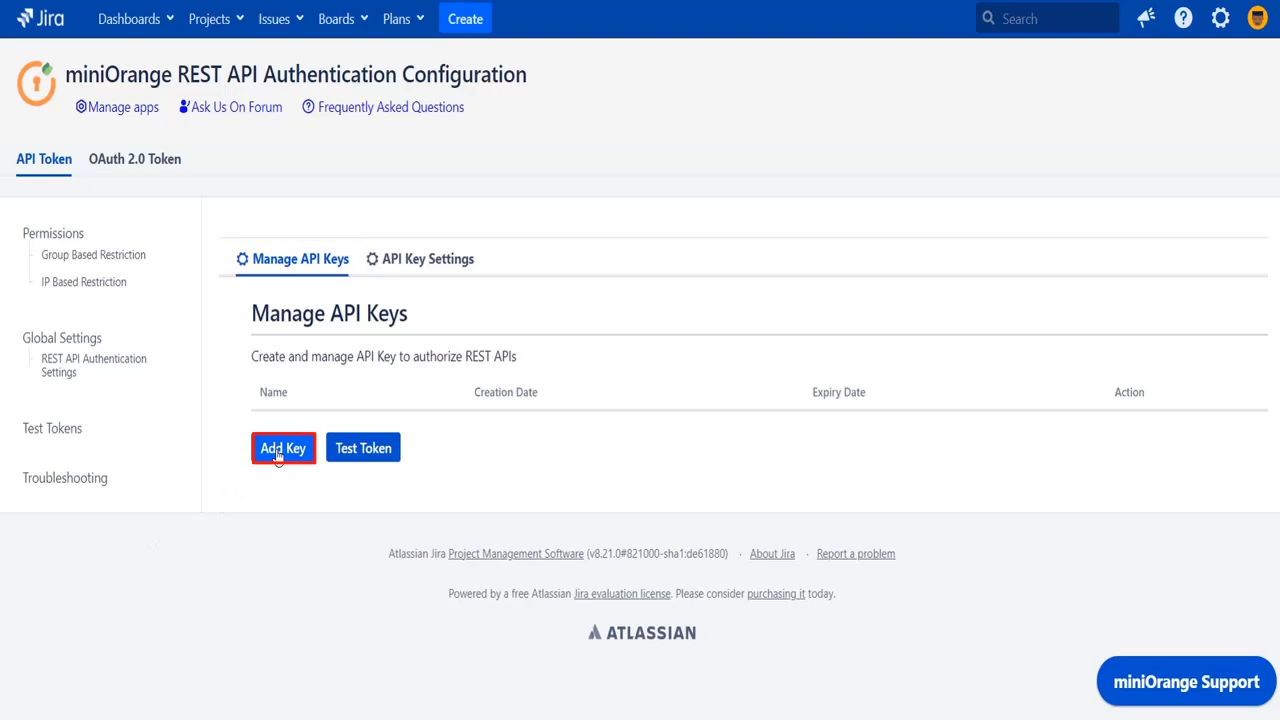 Jira Dashboards Projects Issues Boards Plans Create Search
miniOrange REST API Authentication Configuration
Manage apps Ask Us On Forum Frequently Asked Questions
API Token OAuth 2.0 Token
Permissions
Group Based Restriction
IP Based Restriction
Global Settings
REST API Authentication
Settings
Test Tokens
Troubleshooting
Manage API Keys API Key Settings
Manage API Keys
Create and manage API Key to authorize REST APIs
Name Creation Date Expiry Date Action
Add Key Test Token
Atlassian Jira Project Management Software (v8.21.0#821000-sha1:de61880) · About Jira · Report a problem
Powered by a free Atlassian Jira evaluation license. Please consider purchasing it today.
ATLASSIAN
miniOrange Support